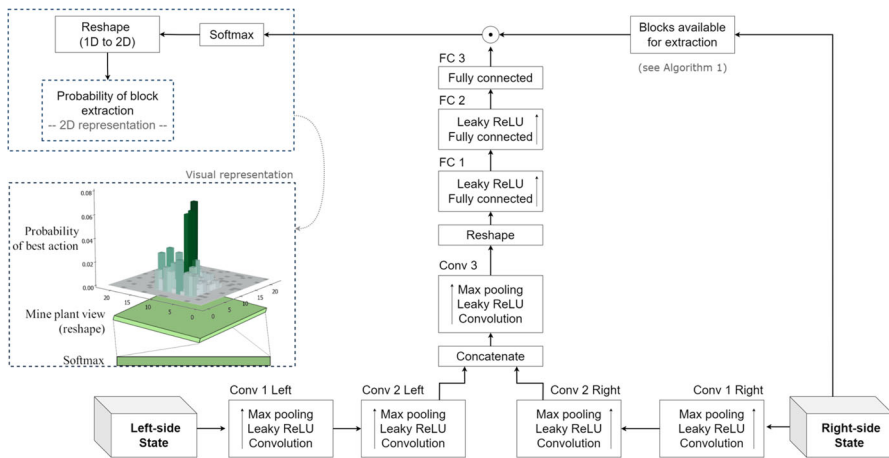 Reshape
(1D to 2D)
Softmax
Blocks available
for extraction
(see Algorithm 1)
Probability of block
extraction
-- 2D representation --
Visual representation
FC 3
Fully connected
FC 2
Leaky ReLU
Fully connected
FC 1
Leaky ReLU
Fully connected
Reshape
Conv 3
Max pooling
Leaky ReLU
Convolution
Concatenate
0.08
0.06
0.04
0.02
0.00
Probability
of best action
20
15
10
5
0
0
5
10
15
20
Mine plant view
(reshape)
Softmax
Conv 1 Left
Max pooling
Leaky ReLU
Convolution
Conv 2 Left
Max pooling
Leaky ReLU
Convolution
Conv 2 Right
Max pooling
Leaky ReLU
Convolution
Conv 1 Right
Max pooling
Leaky ReLU
Convolution
Left-side
State
Right-side
State